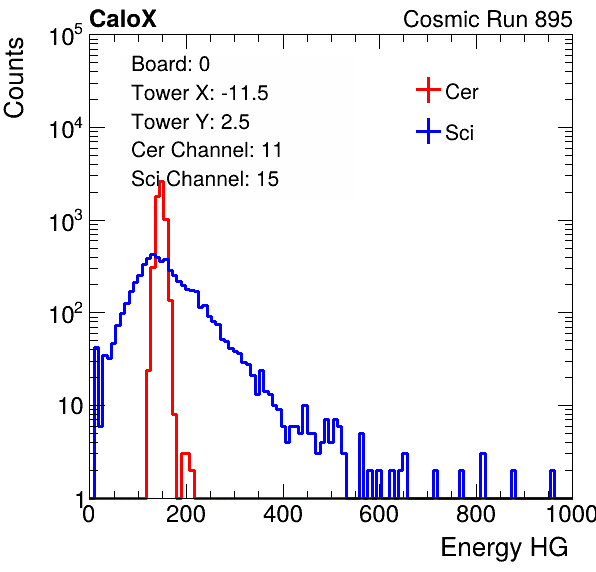 CaloX Cosmic Run 895
Counts
10^5
10^4
10^3
10^2
10
1
Board: 0
Tower X: -11.5
Tower Y: 2.5
Cer Channel: 11
Sci Channel: 15
Cer
Sci
0 200 400 600 800 1000
Energy HG